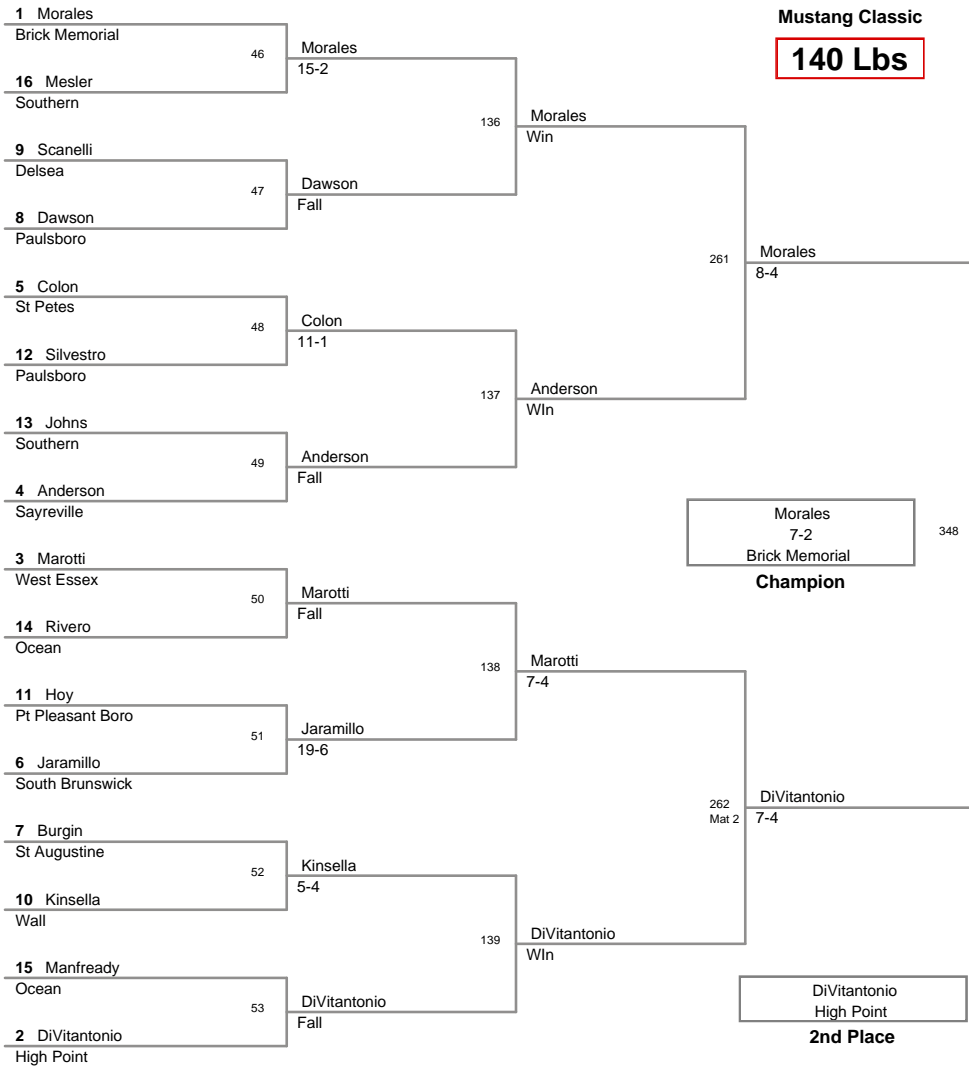 1 Morales
Brick Memorial
46
Morales
15-2
16 Mesler
Southern
136
Morales
Win
9 Scanelli
Delsea
47
Dawson
Fall
8 Dawson
Paulsboro
261
Morales
8-4
5 Colon
St Petes
48
Colon
11-1
12 Silvestro
Paulsboro
137
Anderson
WIn
13 Johns
Southern
49
Anderson
Fall
4 Anderson
Sayreville
3 Marotti
West Essex
50
Marotti
Fall
14 Rivero
Ocean
138
Marotti
7-4
11 Hoy
Pt Pleasant Boro
51
Jaramillo
19-6
6 Jaramillo
South Brunswick
262
Mat 2
DiVitantonio
7-4
7 Burgin
St Augustine
52
Kinsella
5-4
10 Kinsella
Wall
139
DiVitantonio
WIn
15 Manfready
Ocean
53
DiVitantonio
Fall
2 DiVitantonio
High Point
Mustang Classic
140 Lbs
Morales
7-2
Brick Memorial
348
Champion
DiVitantonio
High Point
2nd Place